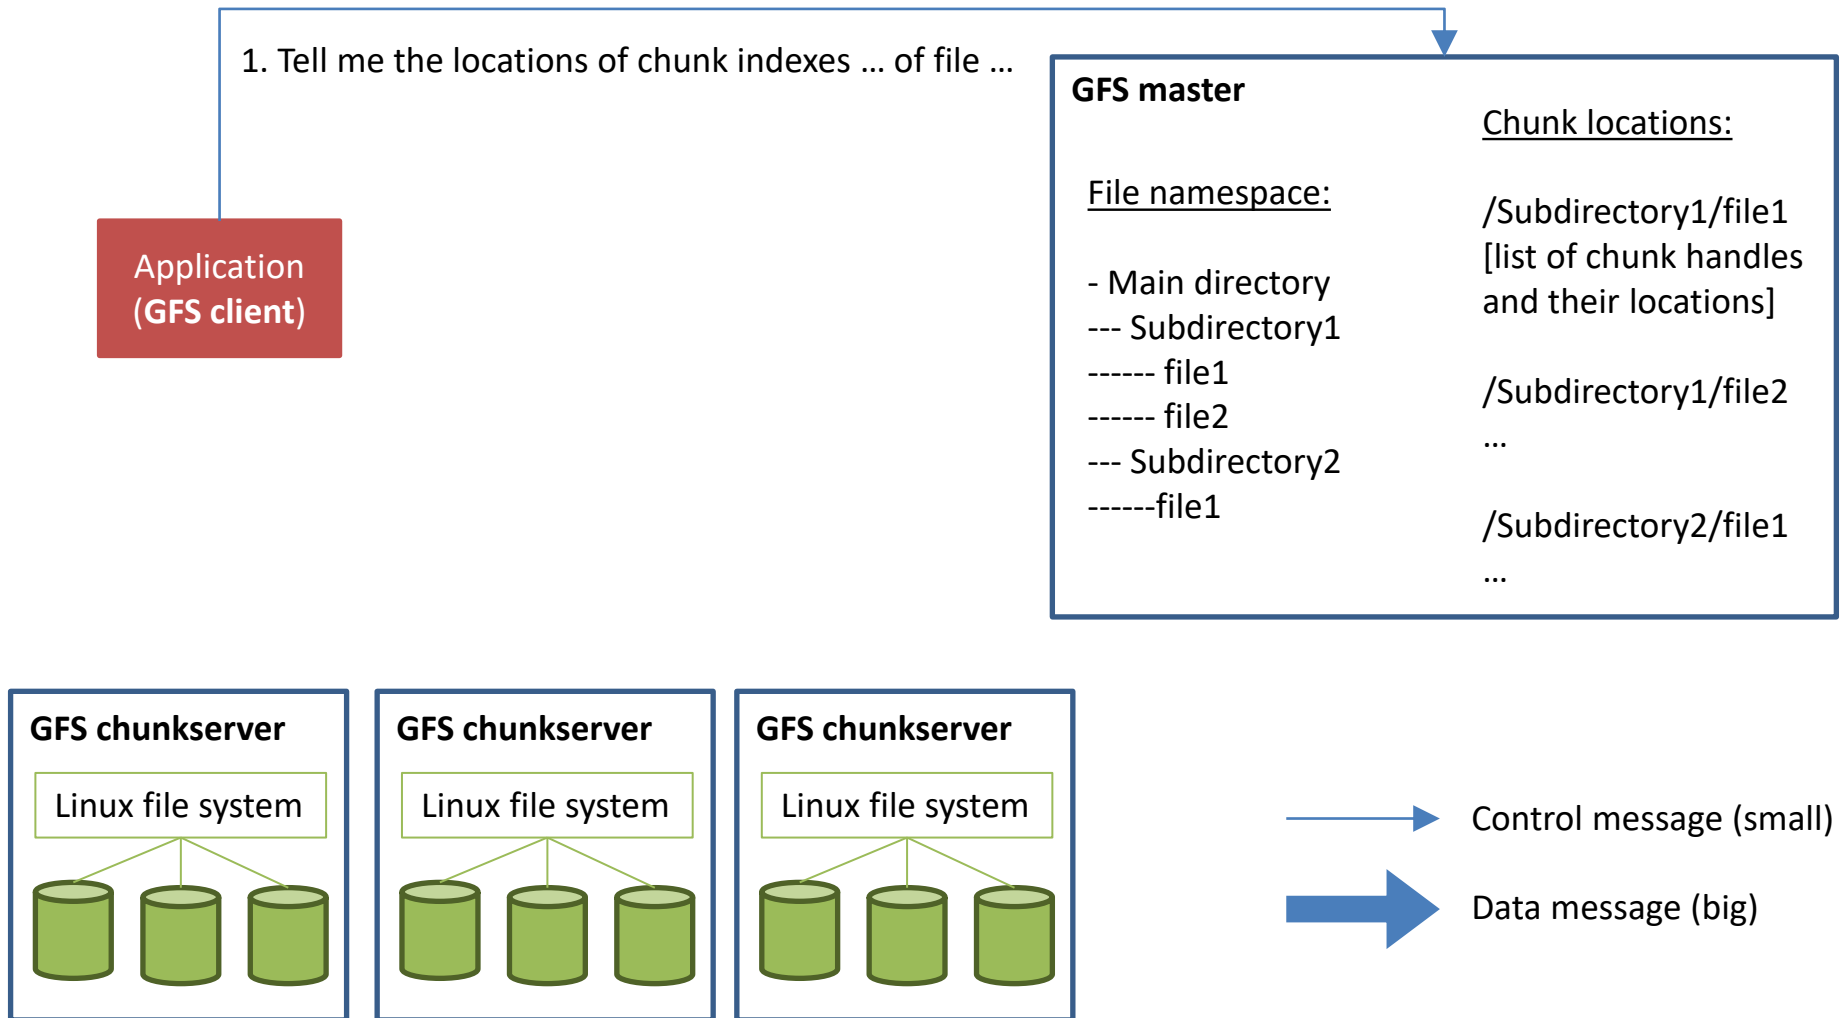 1. Tell me the locations of chunk indexes … of file …
GFS master
Chunk locations:
File namespace:
/Subdirectory1/file1
[list of chunk handles
and their locations]
Application
(GFS client)
- Main directory
--- Subdirectory1
------ file1
------ file2
--- Subdirectory2
------file1
/Subdirectory1/file2
…
/Subdirectory2/file1
…
GFS chunkserver
Linux file system
GFS chunkserver
Linux file system
GFS chunkserver
Linux file system
Control message (small)
Data message (big)